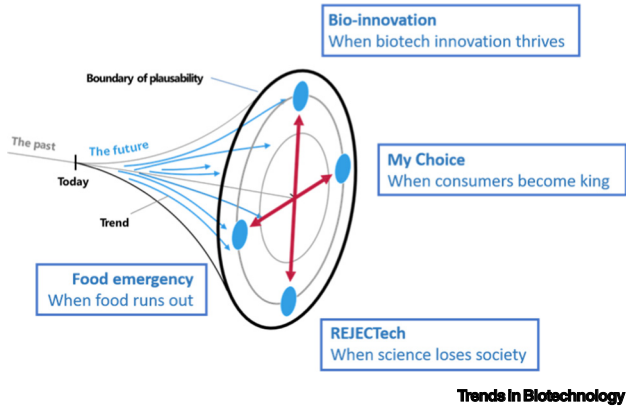 Bio-innovation
When biotech innovation thrives
Boundary of plausability
The past
The future
Today
Trend
My Choice
When consumers become king
Food emergency
When food runs out
REJECTech
When science loses society
Trends in Biotechnology